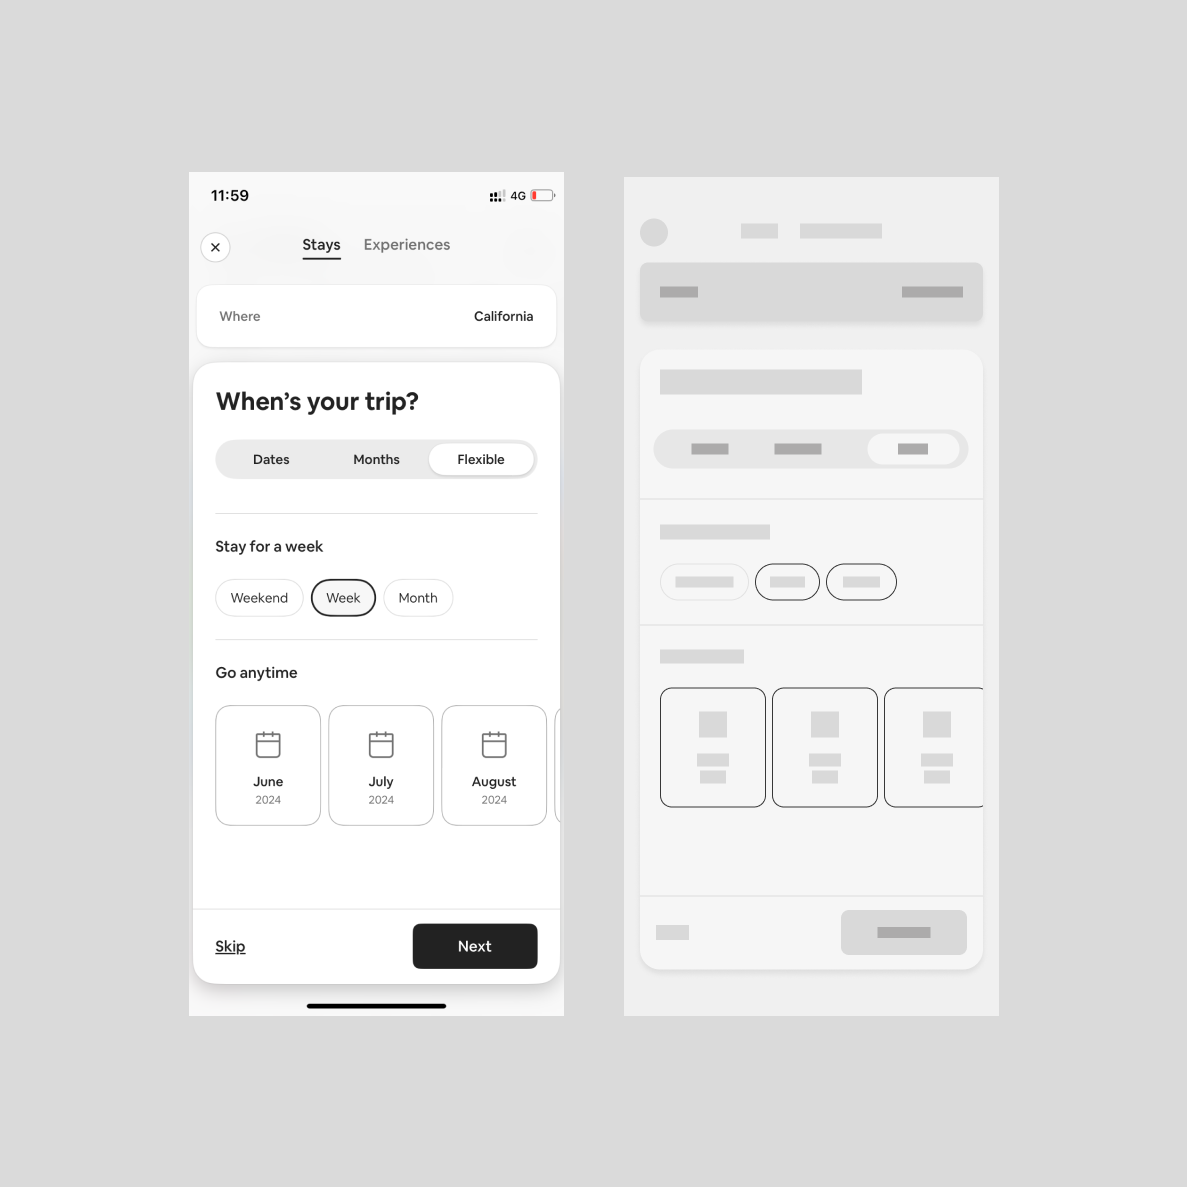 11:59 4G
Stays Experiences
Where California
When’s your trip?
Dates Months Flexible
Stay for a week
Weekend Week Month
Go anytime
June July August
2024 2024 2024
Skip Next